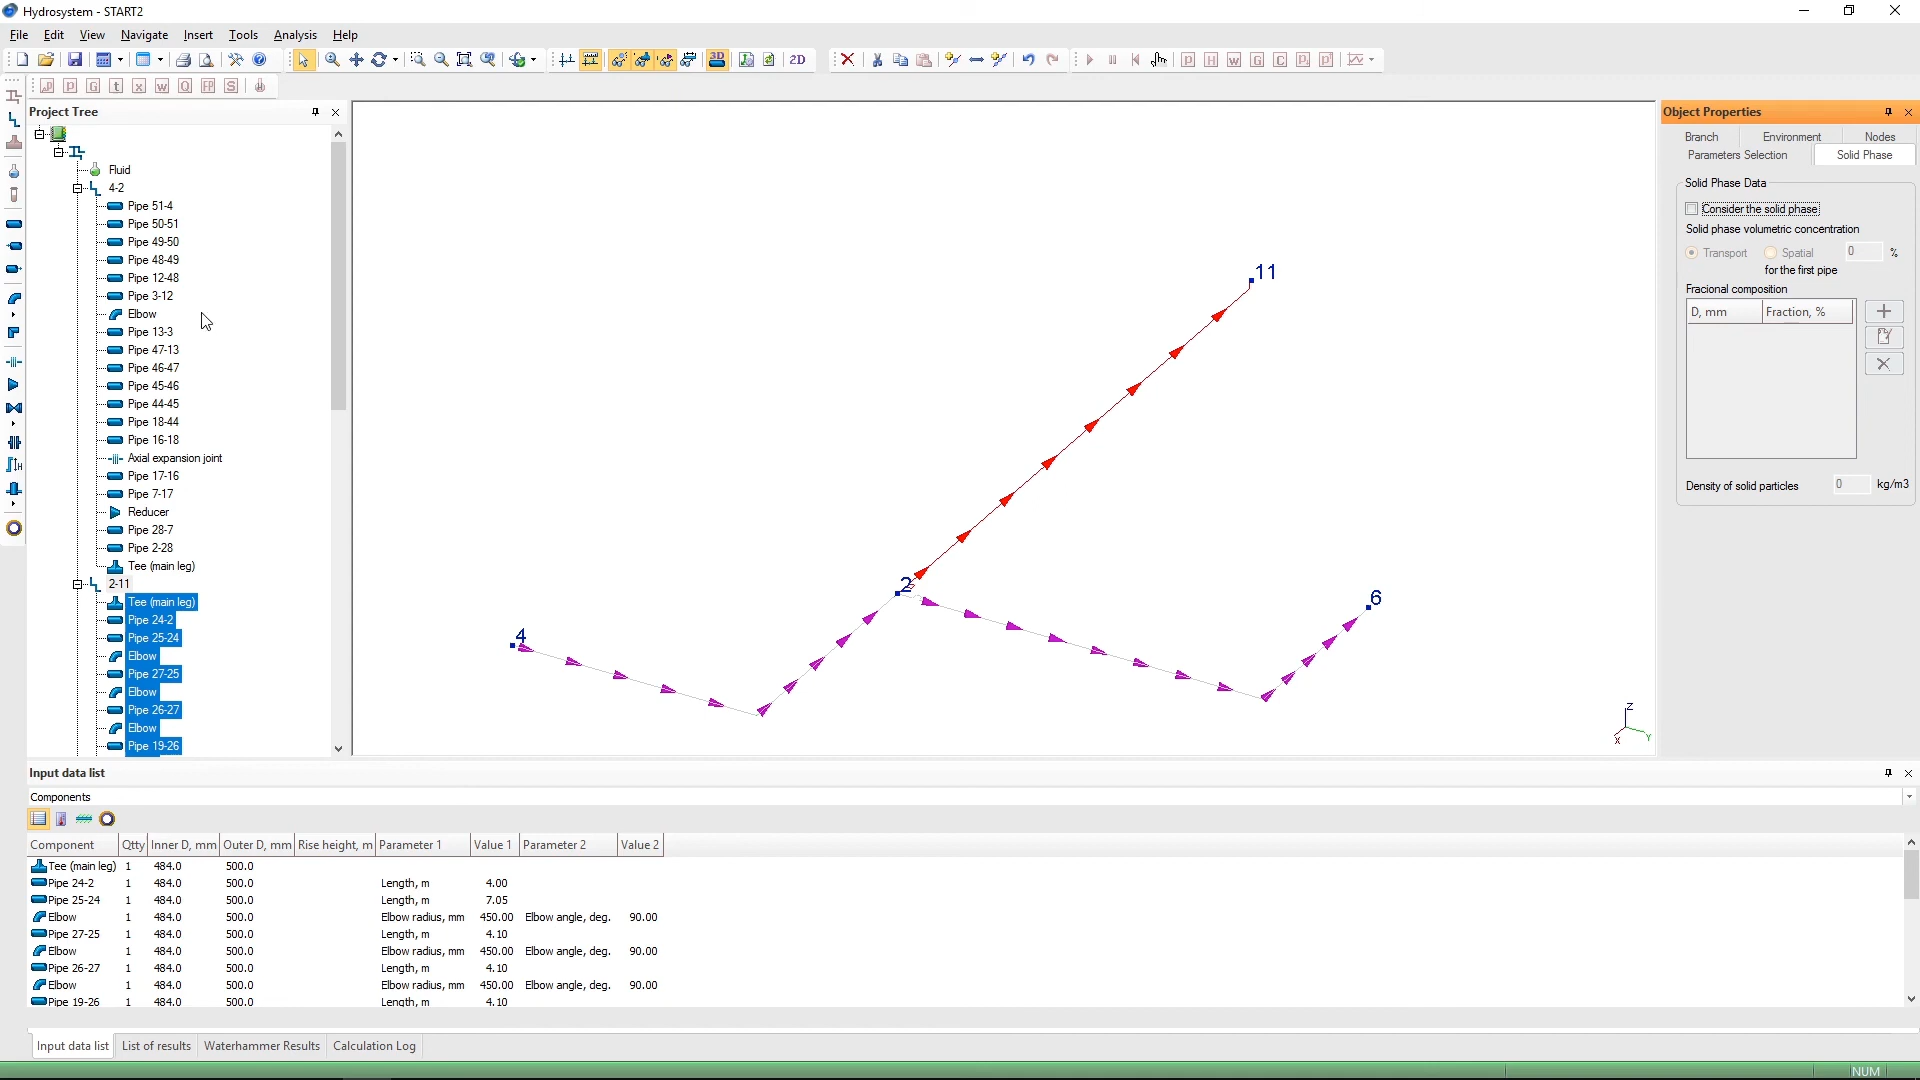 Hydrosystem - START2
File Edit View Navigate Insert Tools Analysis Help
3D 2D p H w G C
p G t x w Q FP S
Project Tree
Fluid
4-2
Pipe 51-4
Pipe 50-51
Pipe 49-50
Pipe 48-49
Pipe 12-48
Pipe 3-12
Elbow
Pipe 13-3
Pipe 47-13
Pipe 46-47
Pipe 45-46
Pipe 44-45
Pipe 18-44
Pipe 16-18
Axial expansion joint
Pipe 17-16
Pipe 7-17
Reducer
Pipe 28-7
Pipe 2-28
Tee (main leg)
2-11
Tee (main leg)
Pipe 24-2
Pipe 25-24
Elbow
Pipe 27-25
Elbow
Pipe 26-27
Elbow
Pipe 19-26
11
2
6
4
Z
X Y
Object Properties
Branch Environment Nodes
Parameters Selection Solid Phase
Solid Phase Data
Consider the solid phase
Solid phase volumetric concentration
Transport Spatial 0 %
for the first pipe
Fracional composition
D, mm Fraction, %
Density of solid particles 0 kg/m3
Input data list
Components
Component Qtty Inner D, mm Outer D, mm Rise height, m Parameter 1 Value 1 Parameter 2 Value 2
Tee (main leg) 1 484.0 500.0
Pipe 24-2 1 484.0 500.0 Length, m 4.00
Pipe 25-24 1 484.0 500.0 Length, m 7.05
Elbow 1 484.0 500.0 Elbow radius, mm 450.00 Elbow angle, deg. 90.00
Pipe 27-25 1 484.0 500.0 Length, m 4.10
Elbow 1 484.0 500.0 Elbow radius, mm 450.00 Elbow angle, deg. 90.00
Pipe 26-27 1 484.0 500.0 Length, m 4.10
Elbow 1 484.0 500.0 Elbow radius, mm 450.00 Elbow angle, deg. 90.00
Pipe 19-26 1 484.0 500.0 Length, m 4.10
Input data list List of results Waterhammer Results Calculation Log
NUM